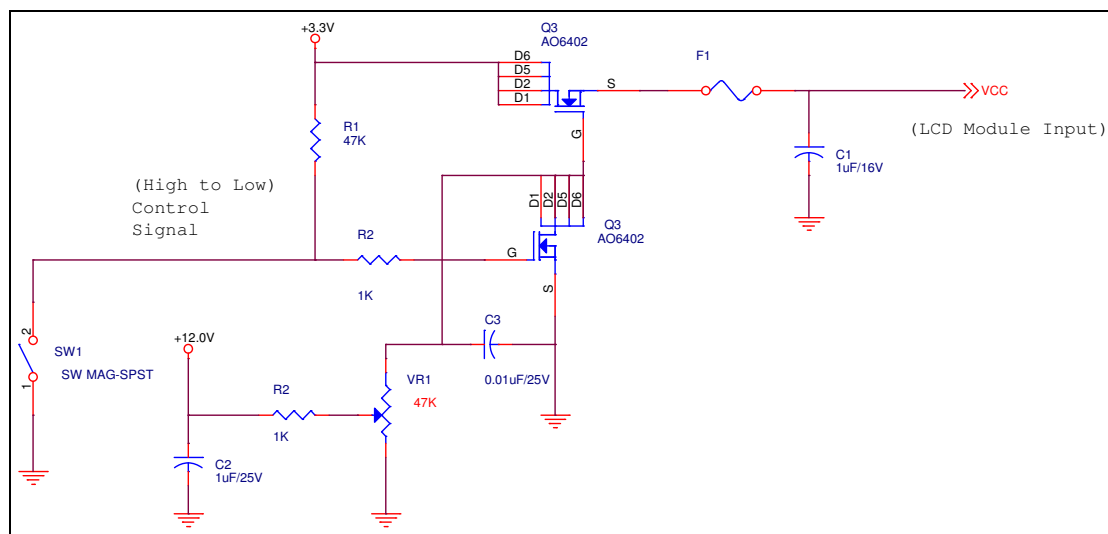 +3.3V
Q3
AO6402
D6
D5
D2
D1
S
G
F1
VCC
(LCD Module Input)
R1
47K
C1
1uF/16V
(High to Low)
Control
Signal
D1
D2
D5
D6
Q3
AO6402
R2
1K
G
S
2
1
SW1
SW MAG-SPST
+12.0V
C3
0.01uF/25V
R2
1K
VR1
47K
C2
1uF/25V